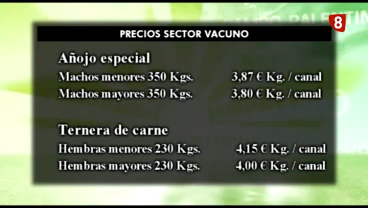 8
PRECIOS SECTOR VACUNO
Añojo especial
Machos menores 350 Kgs. 3,87 € Kg. / canal
Machos mayores 350 Kgs. 3,80 € Kg. / canal
Ternera de carne
Hembras menores 230 Kgs. 4,15 € Kg. / canal
Hembras mayores 230 Kgs. 4,00 € Kg. / canal